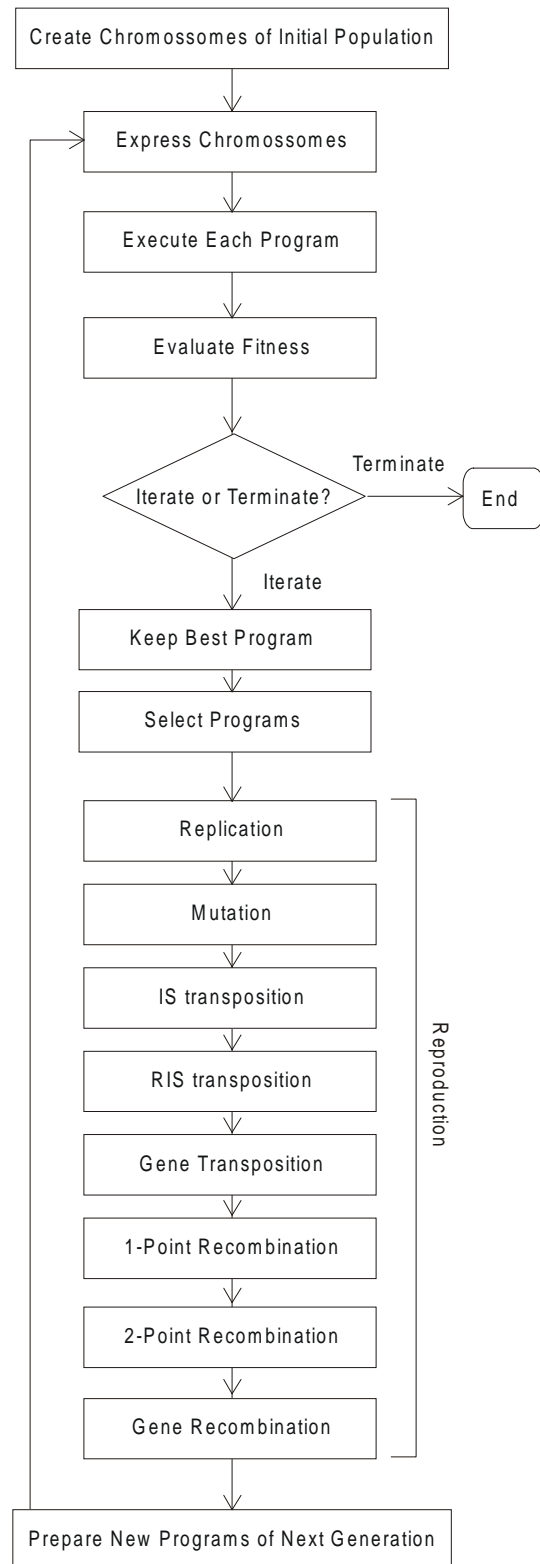 Create Chromossomes of Initial Population
Express Chromossomes
Execute Each Program
Evaluate Fitness
Iterate or Terminate?
Terminate
End
Iterate
Keep Best Program
Select Programs
Replication
Mutation
IS transposition
RIS transposition
Gene Transposition
1-Point Recombination
2-Point Recombination
Gene Recombination
Reproduction
Prepare New Programs of Next Generation